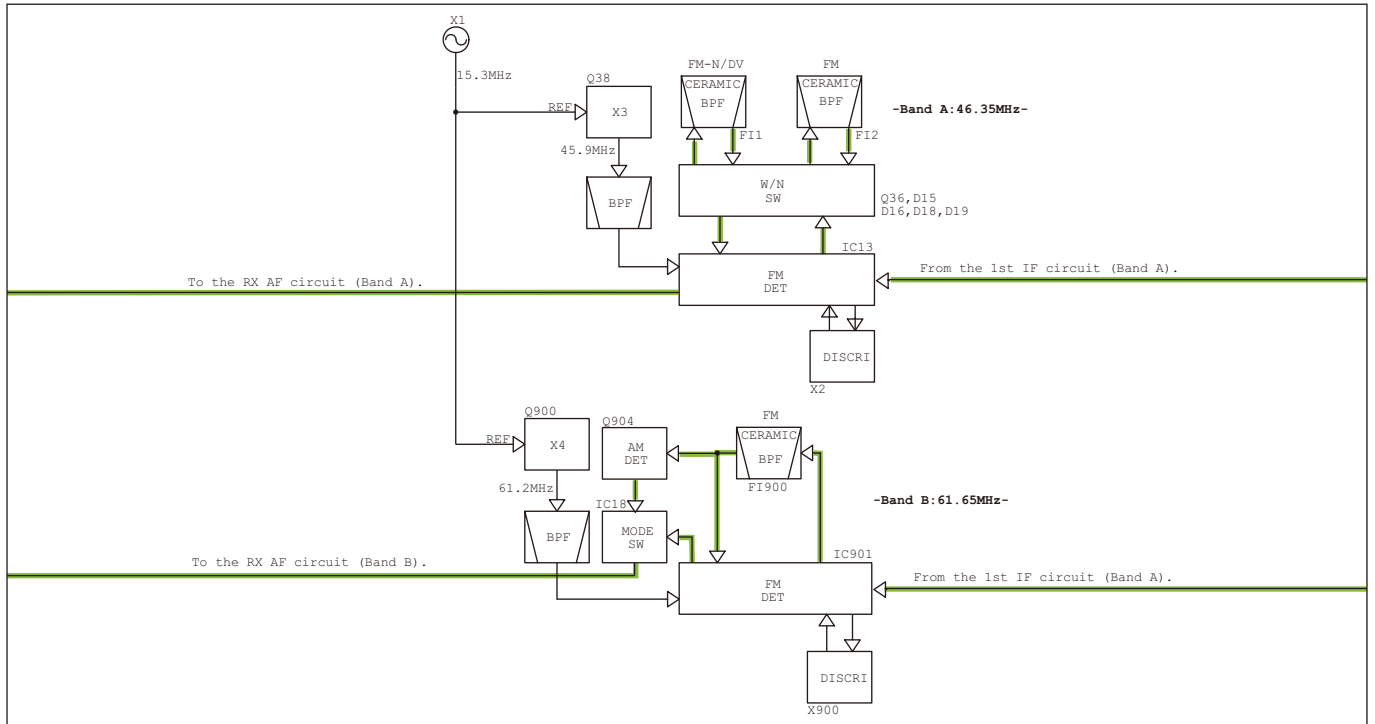 X1
15.3MHz
Q38
REF
X3
45.9MHz
BPF
FM-N/DV
CERAMIC
BPF
FI1
FM
CERAMIC
BPF
FI2
-Band A:46.35MHz-
W/N
SW
Q36,D15
D16,D18,D19
IC13
FM
DET
To the RX AF circuit (Band A).
From the 1st IF circuit (Band A).
DISCRI
X2
Q900
REF
X4
61.2MHz
BPF
Q904
AM
DET
FM
CERAMIC
BPF
FI900
-Band B:61.65MHz-
IC18
MODE
SW
IC901
FM
DET
To the RX AF circuit (Band B).
From the 1st IF circuit (Band A).
DISCRI
X900